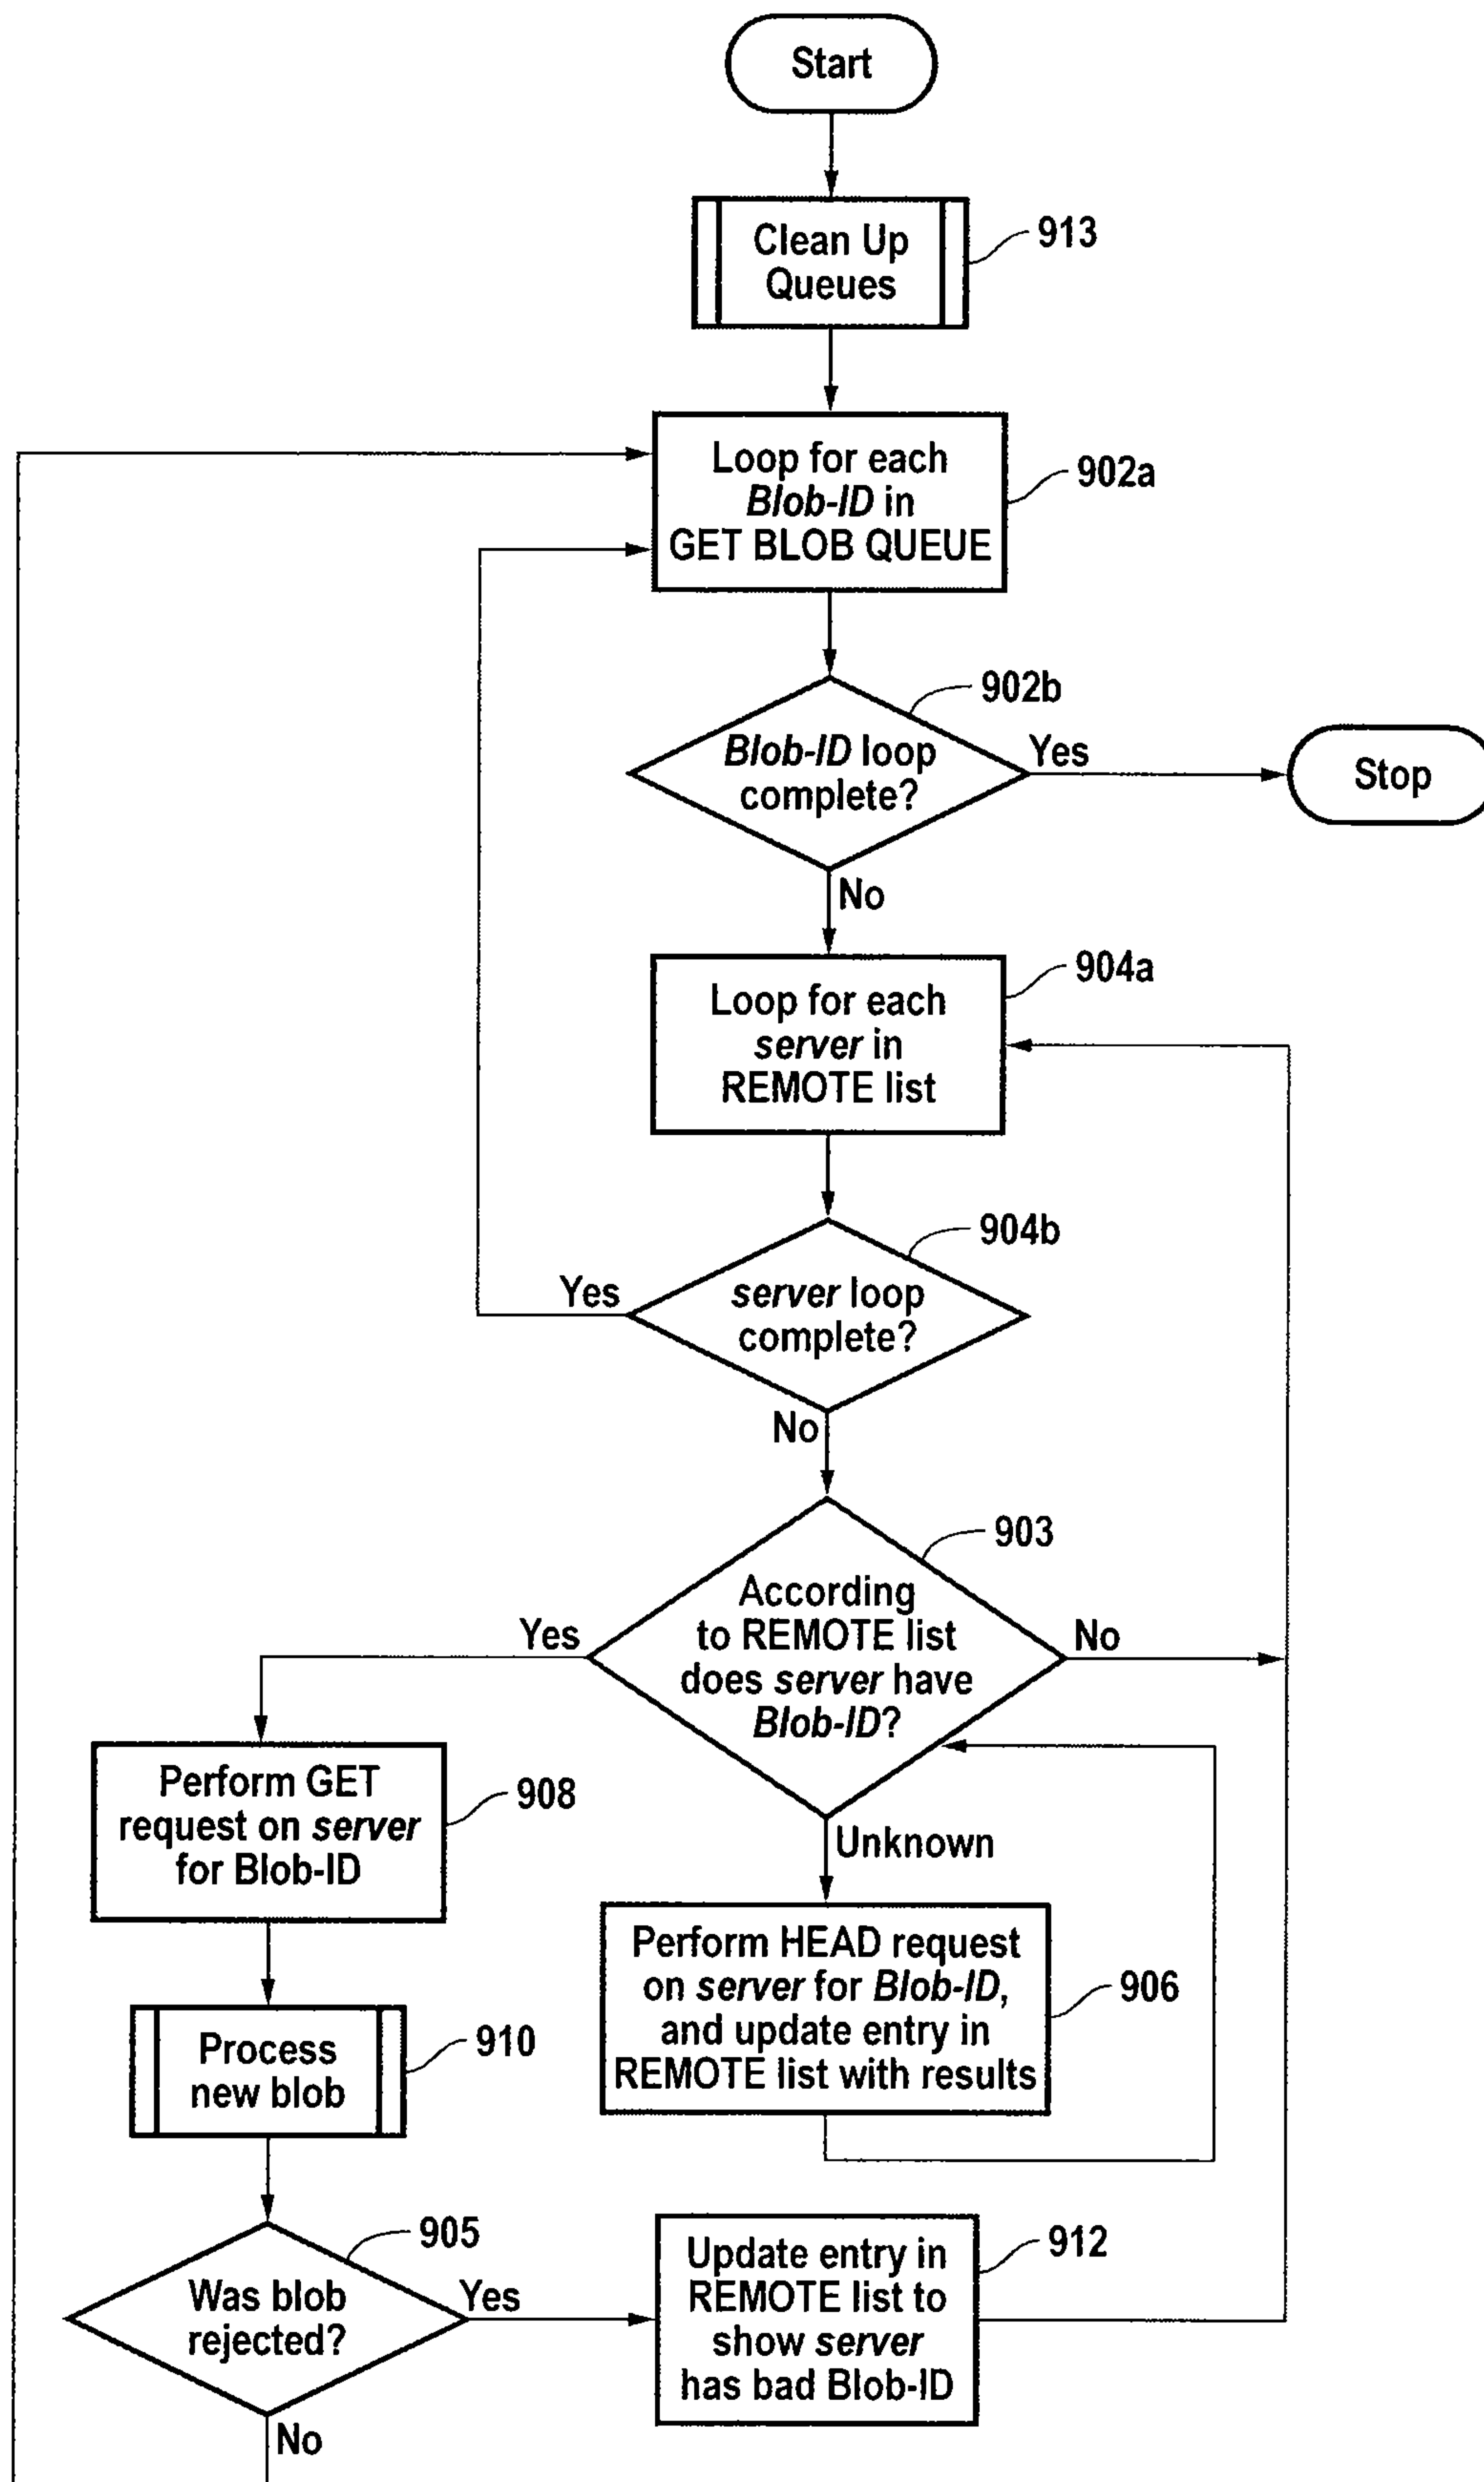 Start
Clean Up
Queues
913
Loop for each
Blob-ID in
GET BLOB QUEUE
902a
902b
Blob-ID loop
complete?
Yes
Stop
No
904a
Loop for each
server in
REMOTE list
904b
Yes
server loop
complete?
No
903
According
to REMOTE list
does server have
Blob-ID?
Yes
No
Perform GET
request on server
for Blob-ID
908
Unknown
Perform HEAD request
on server for Blob-ID,
and update entry in
REMOTE list with results
906
Process
new blob
910
905
Was blob
rejected?
Yes
Update entry in
REMOTE list to
show server
has bad Blob-ID
912
No